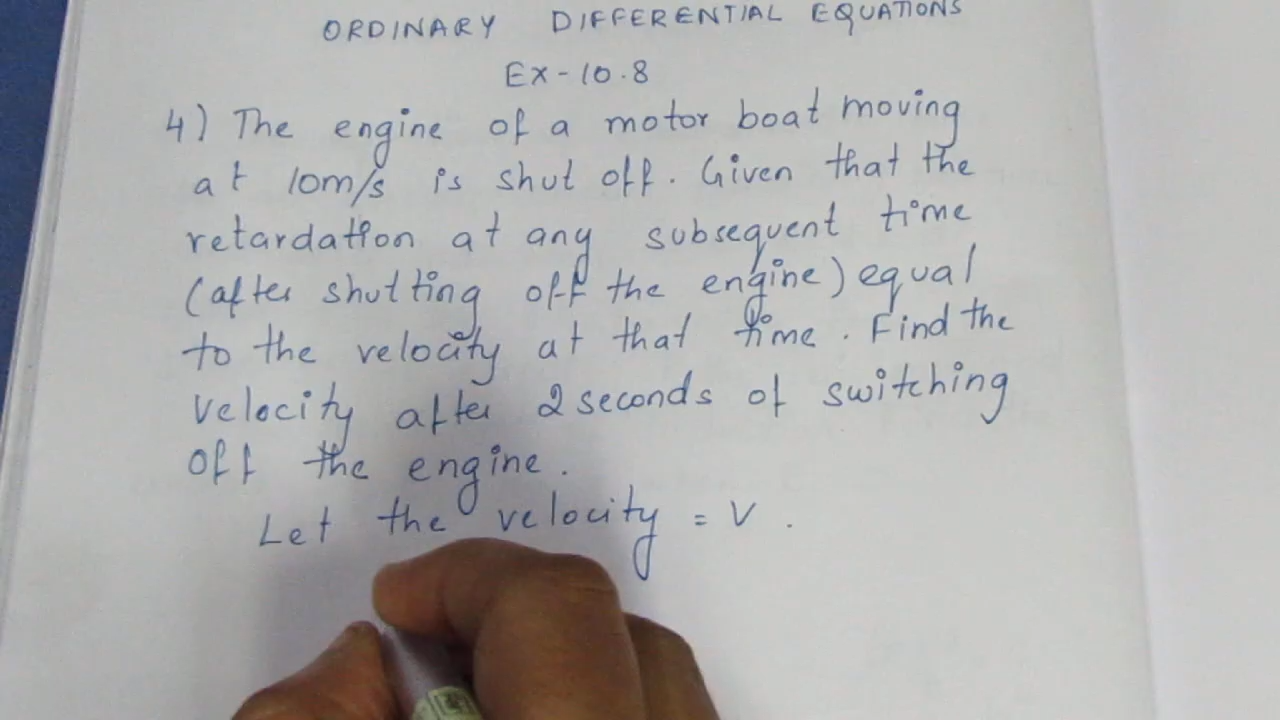 ORDINARY DIFFERENTIAL EQUATIONS
Ex-10.8
4) The engine of a motor boat moving
at 10m/s is shut off. Given that the
retardation at any subsequent time
(after shutting off the engine) equal
to the velocity at that time. Find the
velocity after 2 seconds of switching
off the engine.
Let the velocity = V.